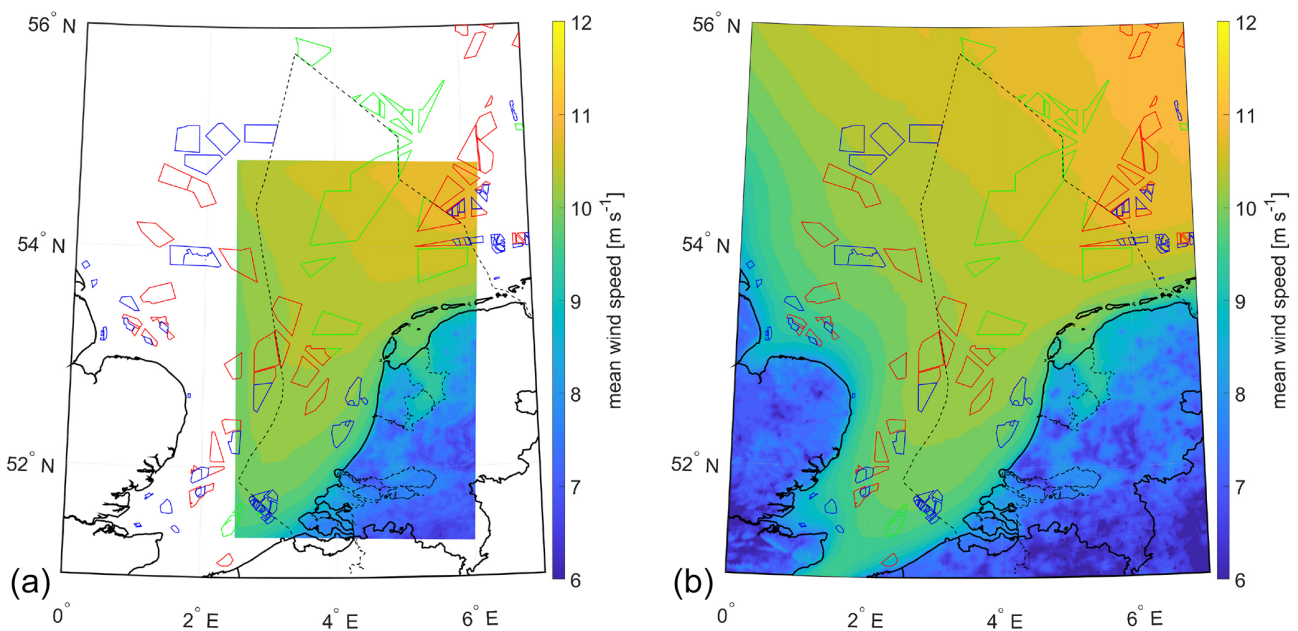 (a)
56° N
54° N
52° N
0°
2° E
4° E
6° E
12
11
10
9
8
7
6
mean wind speed [m s⁻¹]
(b)
56° N
54° N
52° N
0°
2° E
4° E
6° E
12
11
10
9
8
7
6
mean wind speed [m s⁻¹]